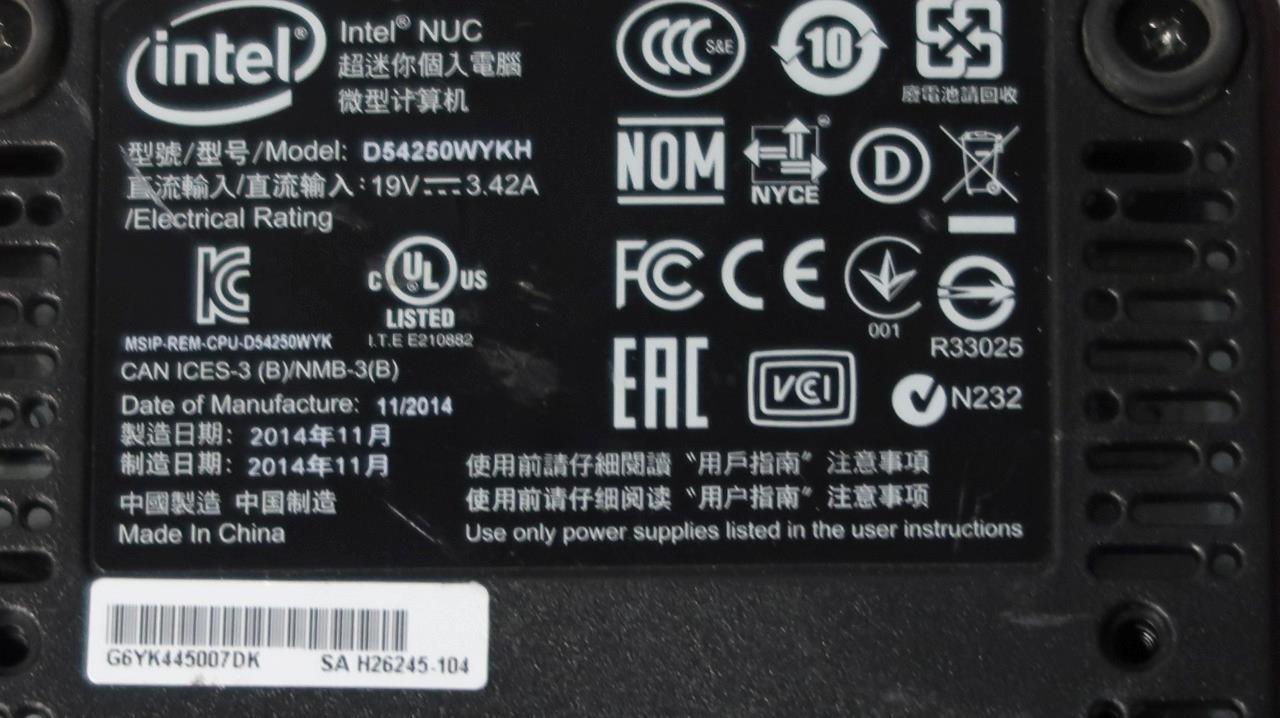 intel® Intel® NUC
超迷你個人電腦
微型计算机
型號/型号/Model: D54250WYKH
直流輸入/直流输入:19V⎓3.42A
/Electrical Rating
C UL® US
LISTED
MSIP-REM-CPU-D54250WYK I.T.E E210882
CAN ICES-3 (B)/NMB-3(B)
Date of Manufacture: 11/2014
製造日期: 2014年11月
制造日期: 2014年11月
中國製造 中国制造
Made In China
CCC S&E 10
廢電池請回收
NOM NYCE D
FC CE 001 R33025
EAC VCCI N232
使用前請仔細閱讀 “用戶指南” 注意事項
使用前请仔细阅读 “用户指南” 注意事项
Use only power supplies listed in the user instructions
G6YK445007DK SA H26245-104